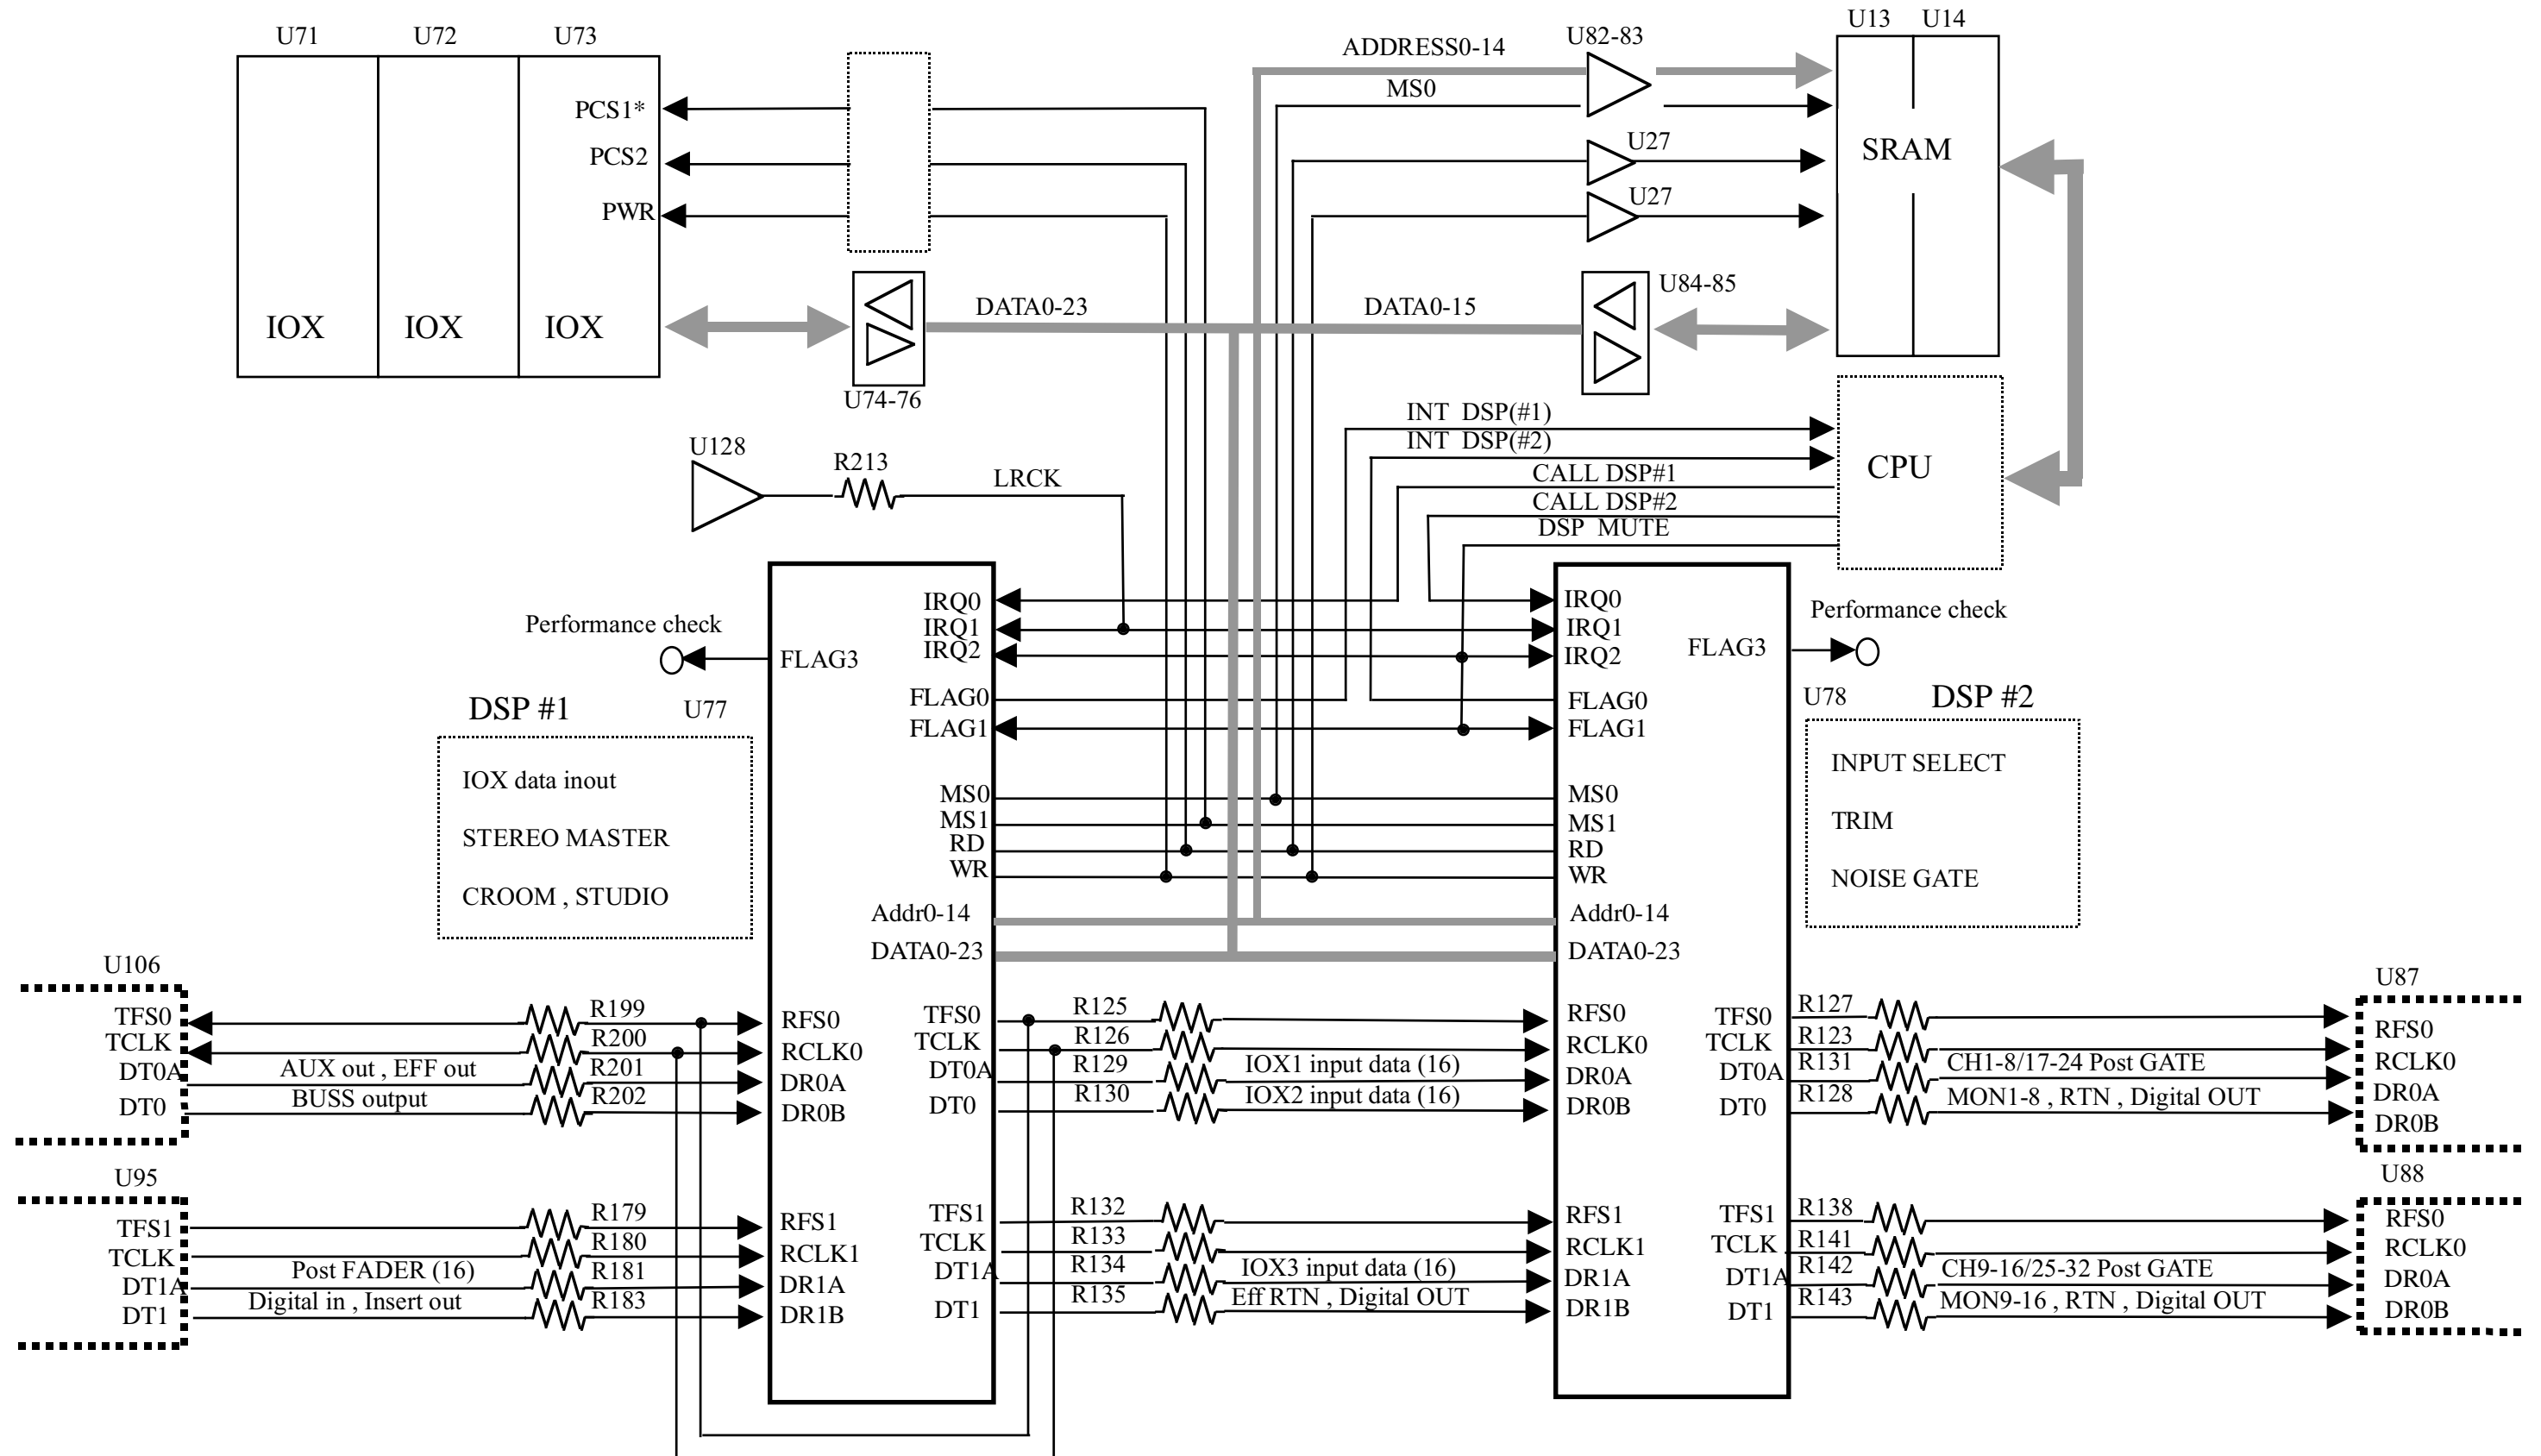 U71 U72 U73
PCS1*
PCS2
PWR
IOX IOX IOX
U74-76
DATA0-23
DATA0-15
ADDRESS0-14
MS0
U82-83
U27
U27
U84-85
U13 U14
SRAM
CPU
INT DSP(#1)
INT DSP(#2)
CALL DSP#1
CALL DSP#2
DSP MUTE
U128
R213
LRCK
Performance check
FLAG3
DSP #1
U77
IOX data inout
STEREO MASTER
CROOM , STUDIO
IRQ0
IRQ1
IRQ2
FLAG0
FLAG1
MS0
MS1
RD
WR
Addr0-14
DATA0-23
IRQ0
IRQ1
IRQ2
FLAG0
FLAG1
MS0
MS1
RD
WR
Addr0-14
DATA0-23
FLAG3
Performance check
U78
DSP #2
INPUT SELECT
TRIM
NOISE GATE
U106
TFS0
TCLK
DT0A
DT0
R199
R200
AUX out , EFF out R201
BUSS output R202
RFS0
RCLK0
DR0A
DR0B
U95
TFS1
TCLK
DT1A
DT1
R179
R180
Post FADER (16) R181
Digital in , Insert out R183
RFS1
RCLK1
DR1A
DR1B
TFS0
TCLK
DT0A
DT0
R125
R126
R129 IOX1 input data (16)
R130 IOX2 input data (16)
RFS0
RCLK0
DR0A
DR0B
TFS1
TCLK
DT1A
DT1
R132
R133
R134 IOX3 input data (16)
R135 Eff RTN , Digital OUT
RFS1
RCLK1
DR1A
DR1B
TFS0
TCLK
DT0A
DT0
R127
R123
R131 CH1-8/17-24 Post GATE
R128 MON1-8 , RTN , Digital OUT
U87
RFS0
RCLK0
DR0A
DR0B
TFS1
TCLK
DT1A
DT1
R138
R141
R142 CH9-16/25-32 Post GATE
R143 MON9-16 , RTN , Digital OUT
U88
RFS0
RCLK0
DR0A
DR0B